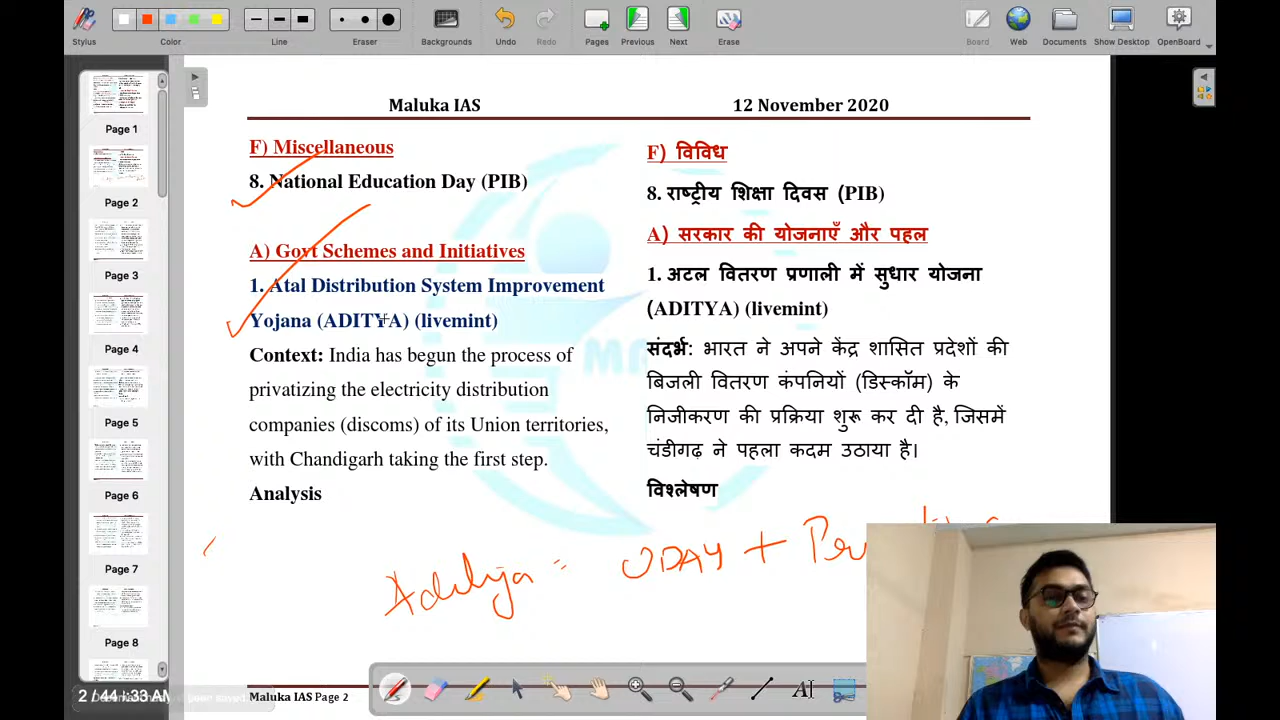 Stylus
Color
Line
Eraser
Backgrounds
Undo
Redo
Pages
Previous
Next
Erase
Board
Web
Documents
Show Desktop
OpenBoard
Page 1
Page 2
Page 3
Page 4
Page 5
Page 6
Page 7
Page 8
Maluka IAS
12 November 2020
F) Miscellaneous
8. National Education Day (PIB)
A) Govt Schemes and Initiatives
1. Atal Distribution System Improvement
Yojana (ADITYA) (livemint)
Context: India has begun the process of
privatizing the electricity distribution
companies (discoms) of its Union territories,
with Chandigarh taking the first step.
Analysis
F) विविध
8. राष्ट्रीय शिक्षा दिवस (PIB)
A) सरकार की योजनाएँ और पहल
1. अटल वितरण प्रणाली में सुधार योजना
(ADITYA) (livemint)
संदर्भ: भारत ने अपने केंद्र शासित प्रदेशों की
बिजली वितरण कंपनियों (डिस्कॉम) के
निजीकरण की प्रक्रिया शुरू कर दी है, जिसमें
चंडीगढ़ ने पहला कदम उठाया है।
विश्लेषण
Aditya = UDAY +
Maluka IAS Page 2